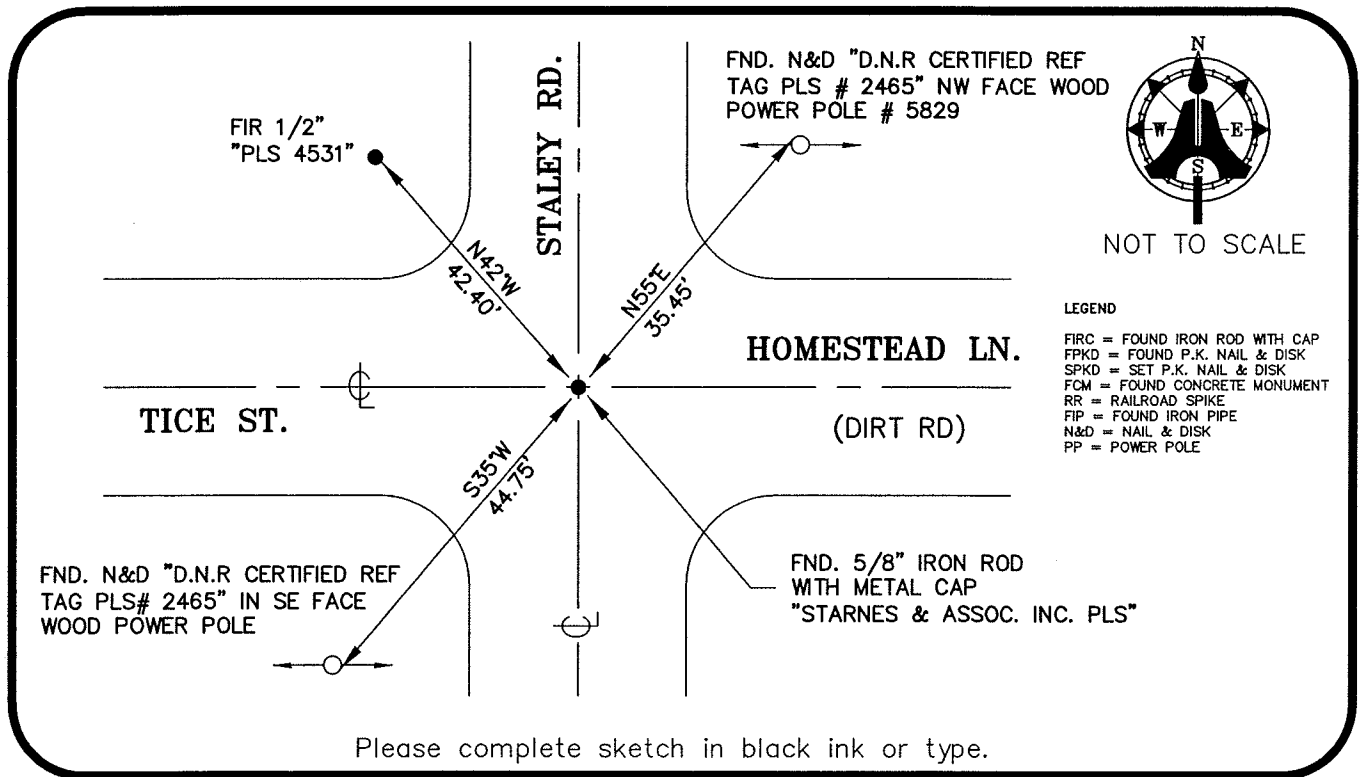 STALEY RD.
FND. N&D "D.N.R CERTIFIED REF
TAG PLS # 2465" NW FACE WOOD
POWER POLE # 5829
FIR 1/2"
"PLS 4531"
N
W
E
S
NOT TO SCALE
N42°W
42.40'
N55°E
35.45'
LEGEND
FIRC = FOUND IRON ROD WITH CAP
FPKD = FOUND P.K. NAIL & DISK
SPKD = SET P.K. NAIL & DISK
FCM = FOUND CONCRETE MONUMENT
RR = RAILROAD SPIKE
FIP = FOUND IRON PIPE
N&D = NAIL & DISK
PP = POWER POLE
HOMESTEAD LN.
(DIRT RD)
℄
TICE ST.
S35°W
44.75'
FND. N&D "D.N.R CERTIFIED REF
TAG PLS# 2465" IN SE FACE
WOOD POWER POLE
FND. 5/8" IRON ROD
WITH METAL CAP
"STARNES & ASSOC. INC. PLS"
℄
Please complete sketch in black ink or type.